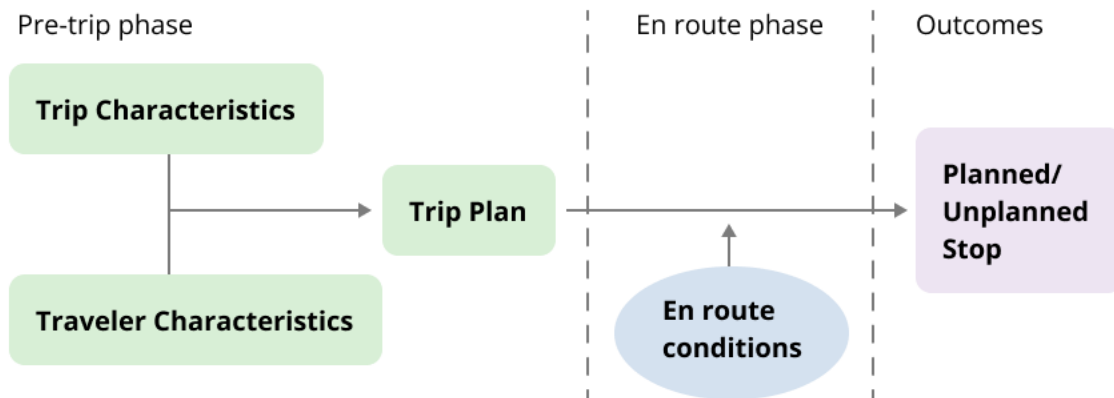 Pre-trip phase
En route phase
Outcomes
Trip Characteristics
Trip Plan
Traveler Characteristics
En route
conditions
Planned/
Unplanned
Stop